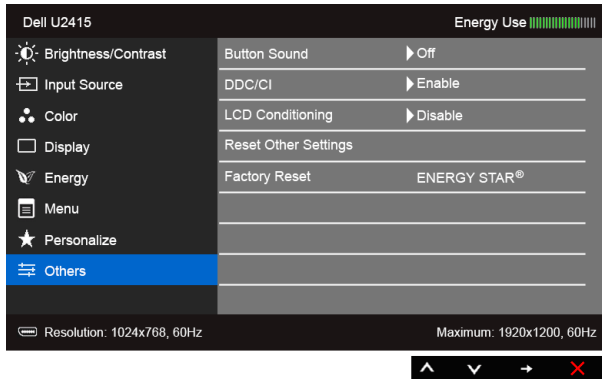 Dell U2415 Energy Use
Brightness/Contrast Button Sound Off
Input Source DDC/CI Enable
Color LCD Conditioning Disable
Display Reset Other Settings
Energy Factory Reset ENERGY STAR®
Menu
Personalize
Others
Resolution: 1024x768, 60Hz Maximum: 1920x1200, 60Hz